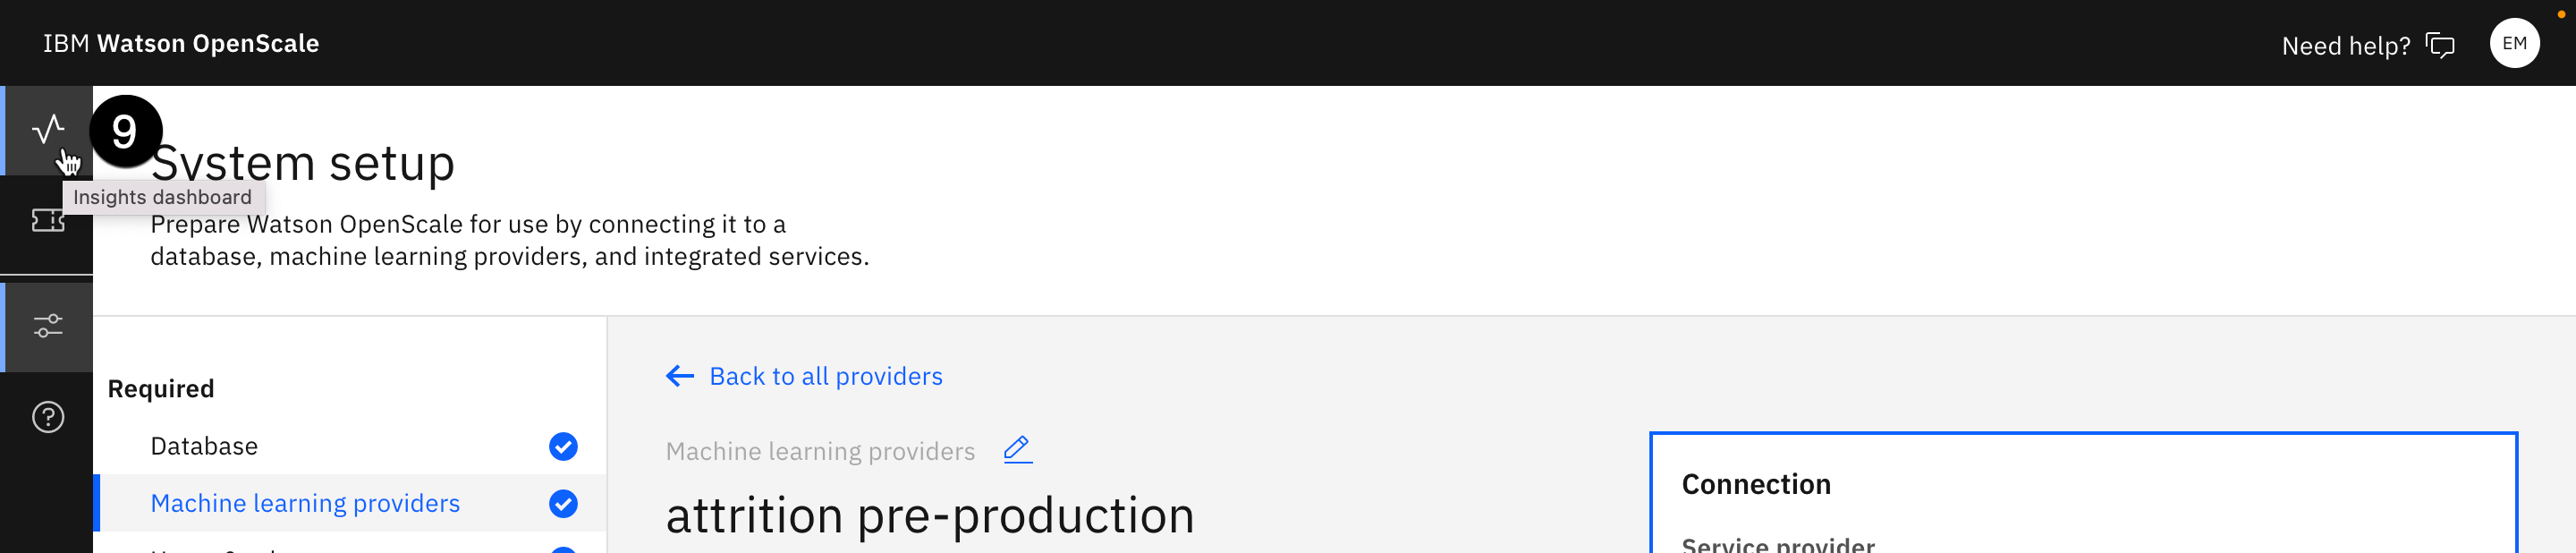 IBM Watson OpenScale
Need help?
EM
9
System setup
Insights dashboard
Prepare Watson OpenScale for use by connecting it to a
database, machine learning providers, and integrated services.
Required
Database
Machine learning providers
Back to all providers
Machine learning providers
attrition pre-production
Connection
Service provider